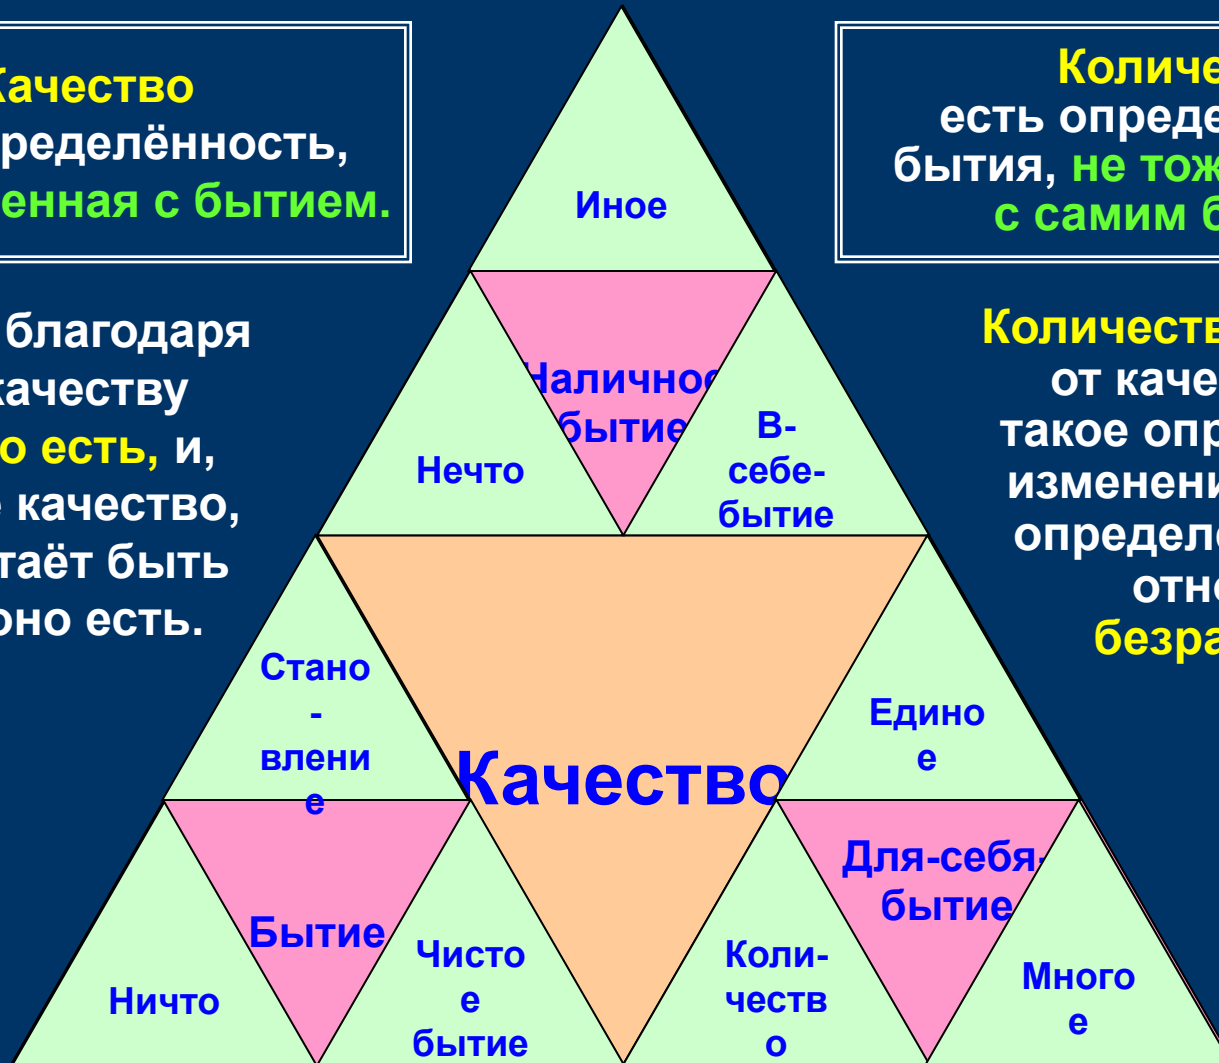 Качество
ределённость,
енная с бытием.
благодаря
качеству
о есть, и,
е качество,
таёт быть
оно есть.
Иное
Наличное
бытие
Нечто
В-
себе-
бытие
Стано
-
влени
е
Качество
Едино
е
Бытие
Ничто
Чисто
е
бытие
Для-себя-
бытие
Коли-
честв
о
Много
е
Количе
есть опреде
бытия, не тож
с самим б
Количеств
от каче
такое опр
изменени
определе
отно
безра